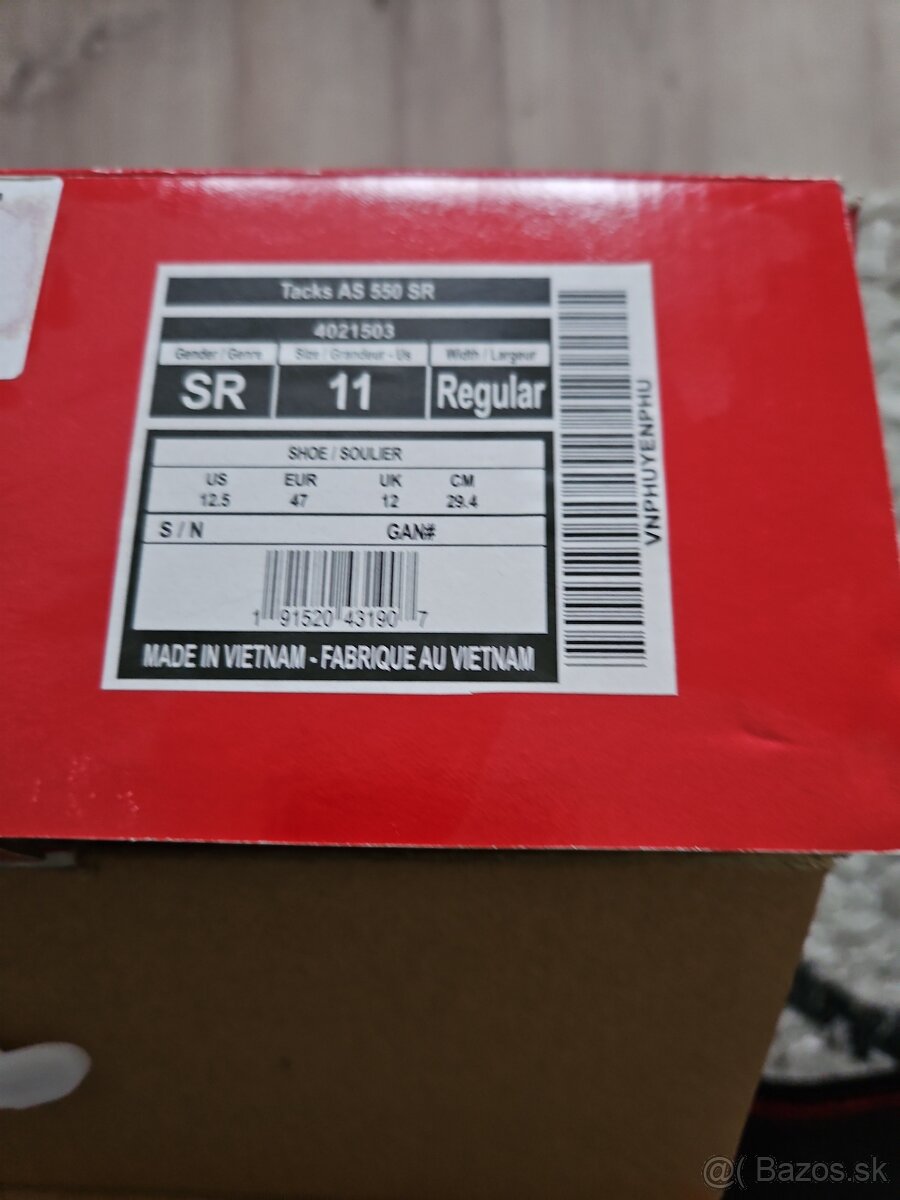 Tacks AS 550 SR
4021503
Gender / Genre Size / Grandeur - Us Width / Largeur
SR 11 Regular
SHOE / SOULIER
US EUR UK CM
12.5 47 12 29.4
S / N GAN#
1 91520 43190 7
MADE IN VIETNAM - FABRIQUE AU VIETNAM
VNPHUYENPHU
@( Bazos.sk